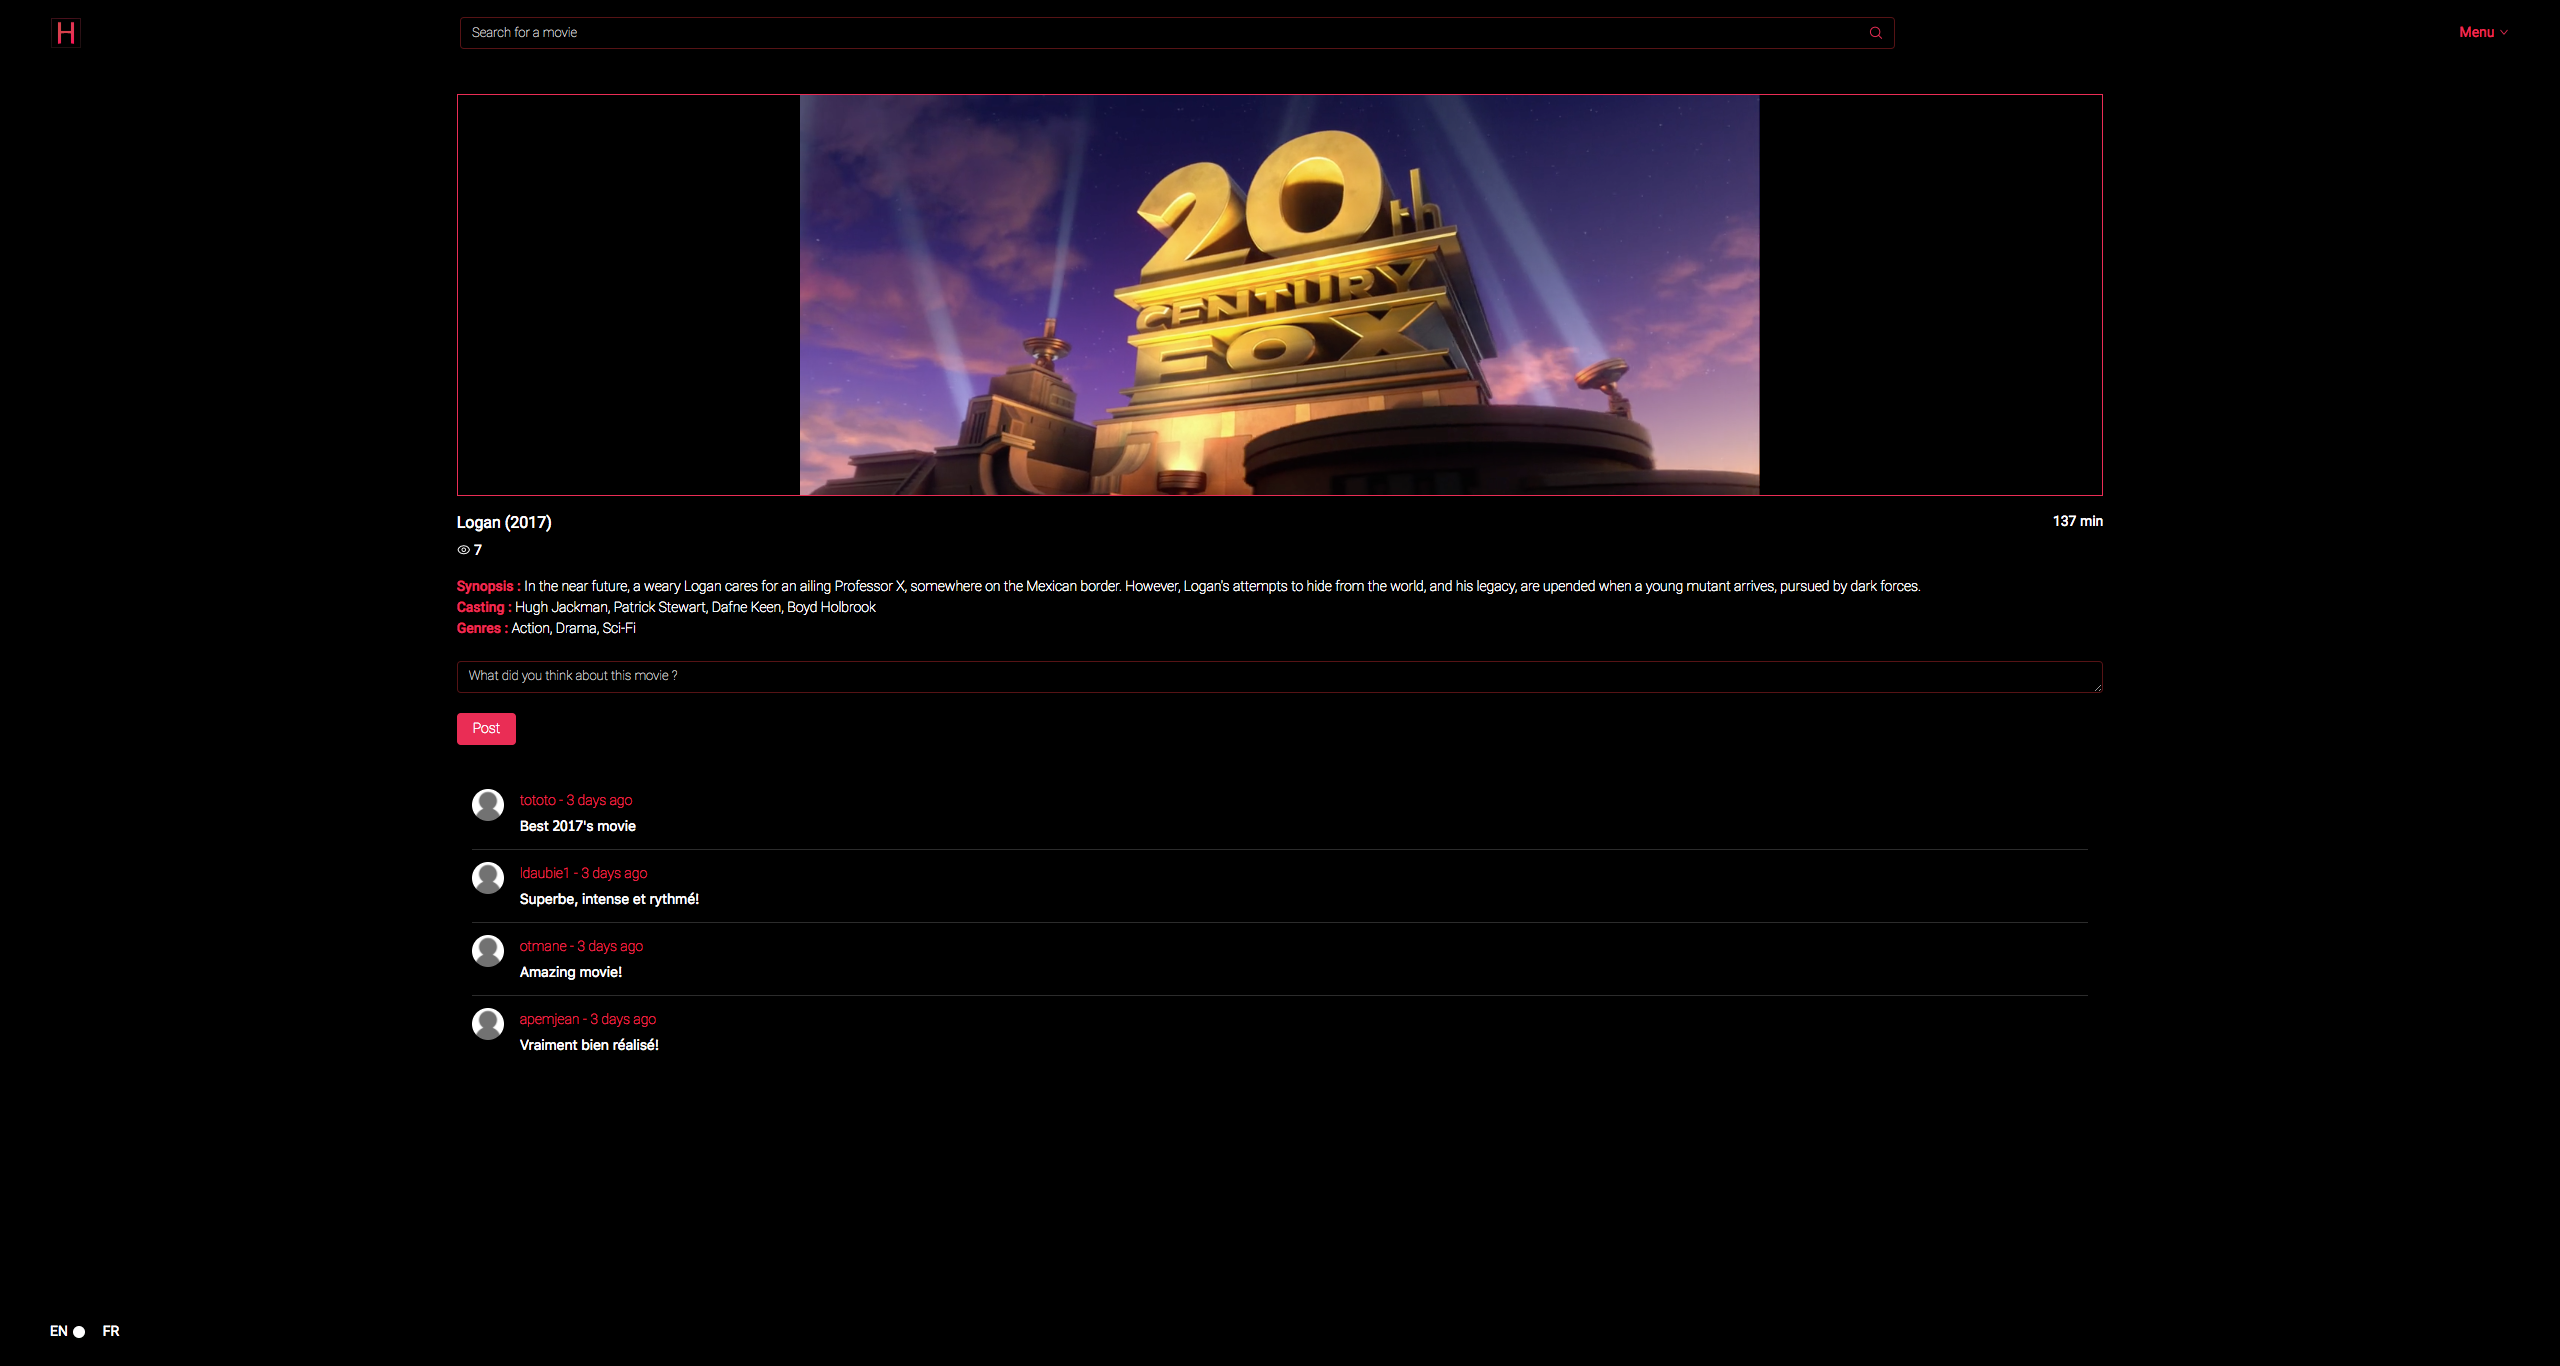 H
Search for a movie
Menu
20th
CENTURY
FOX
Logan (2017)
137 min
7
Synopsis : In the near future, a weary Logan cares for an ailing Professor X, somewhere on the Mexican border. However, Logan's attempts to hide from the world, and his legacy, are upended when a young mutant arrives, pursued by dark forces.
Casting : Hugh Jackman, Patrick Stewart, Dafne Keen, Boyd Holbrook
Genres : Action, Drama, Sci-Fi
What did you think about this movie ?
Post
tototo - 3 days ago
Best 2017's movie
ldaubie1 - 3 days ago
Superbe, intense et rythmé!
otmane - 3 days ago
Amazing movie!
apemjean - 3 days ago
Vraiment bien réalisé!
EN FR